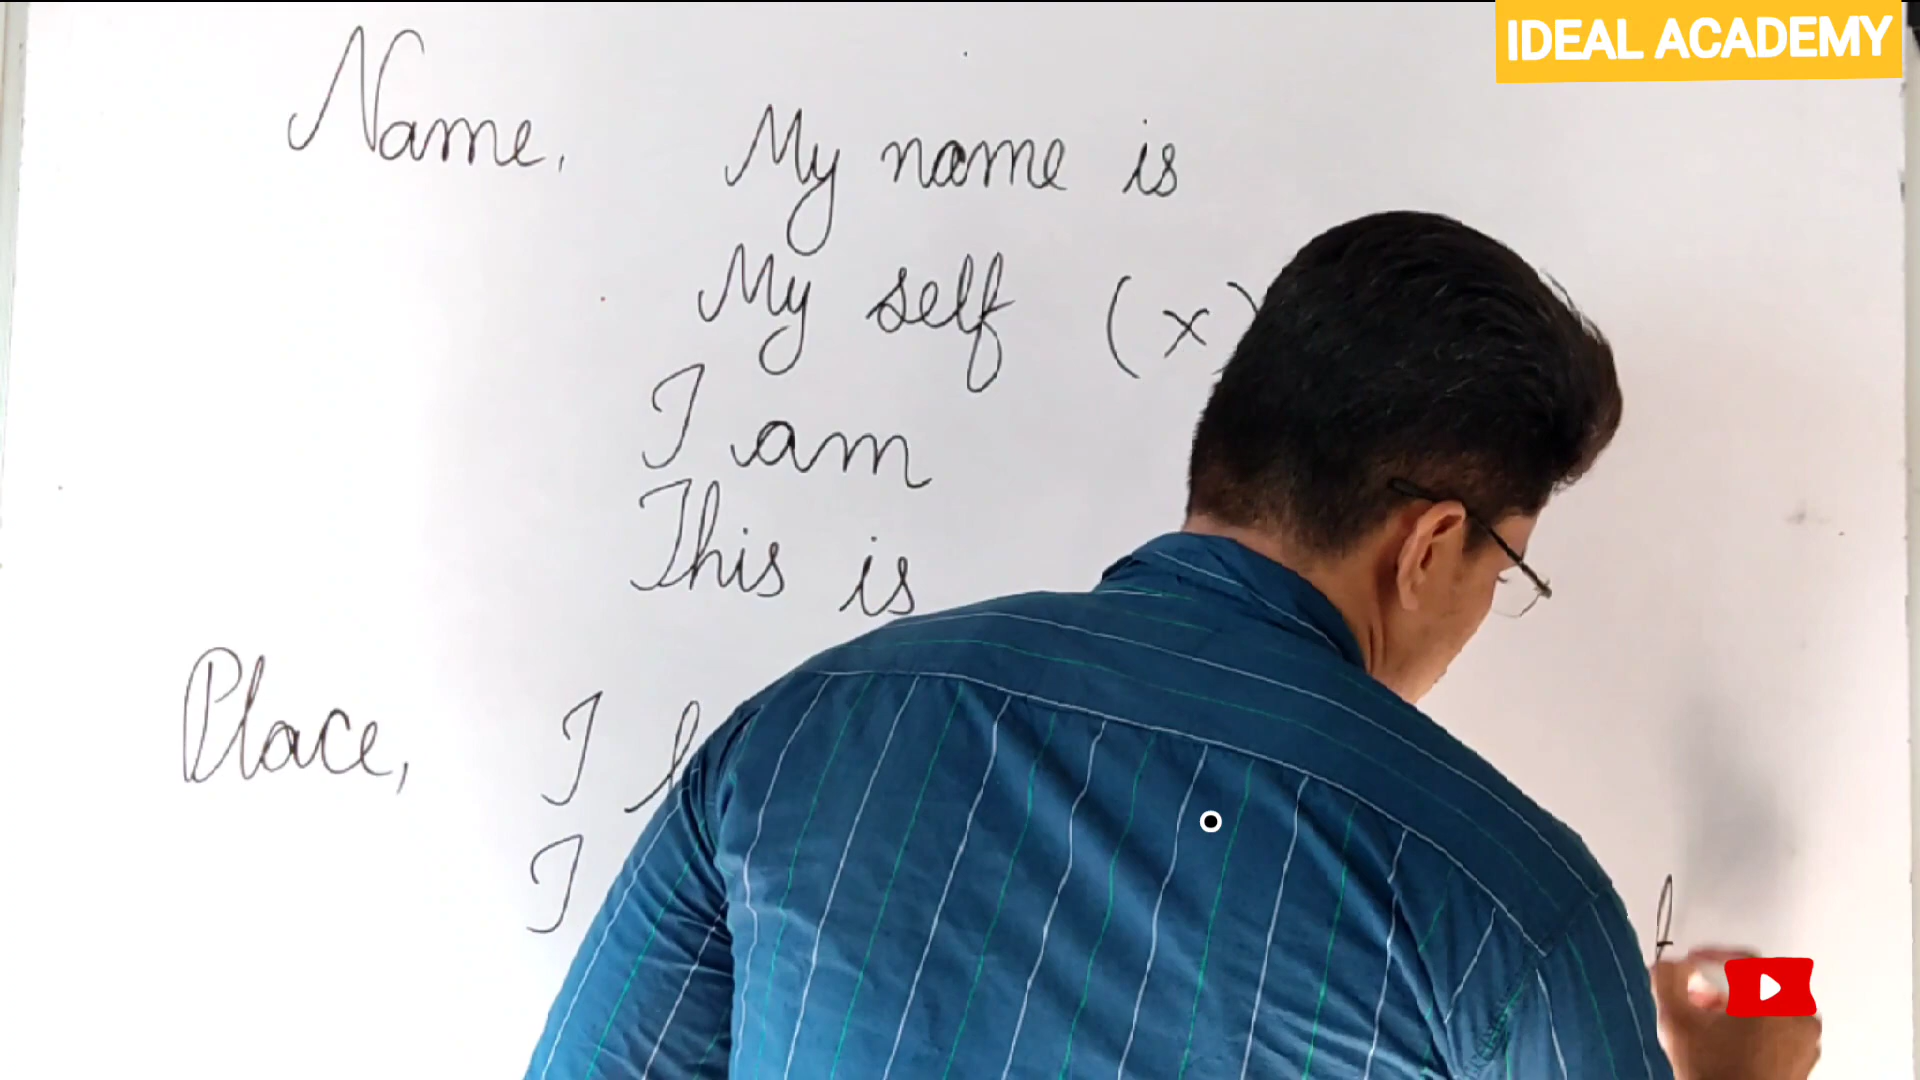 IDEAL ACADEMY
Name,
My name is
My self (x)
I am
This is
Place,
I
I